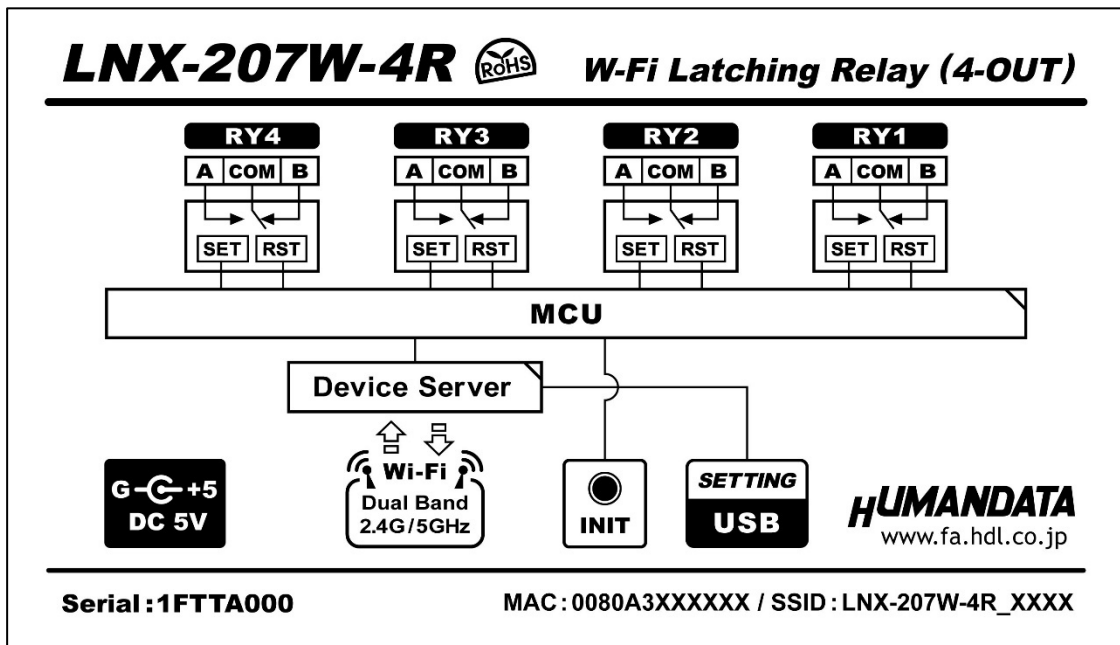 LNX-207W-4R RoHS W-Fi Latching Relay (4-OUT)
RY4 RY3 RY2 RY1
A COM B A COM B A COM B A COM B
SET RST SET RST SET RST SET RST
MCU
Device Server
Wi-Fi
Dual Band
2.4G/5GHz
G +5
DC 5V
INIT
SETTING
USB
HUMANDATA
www.fa.hdl.co.jp
Serial:1FTTA000
MAC:0080A3XXXXXX / SSID:LNX-207W-4R_XXXX